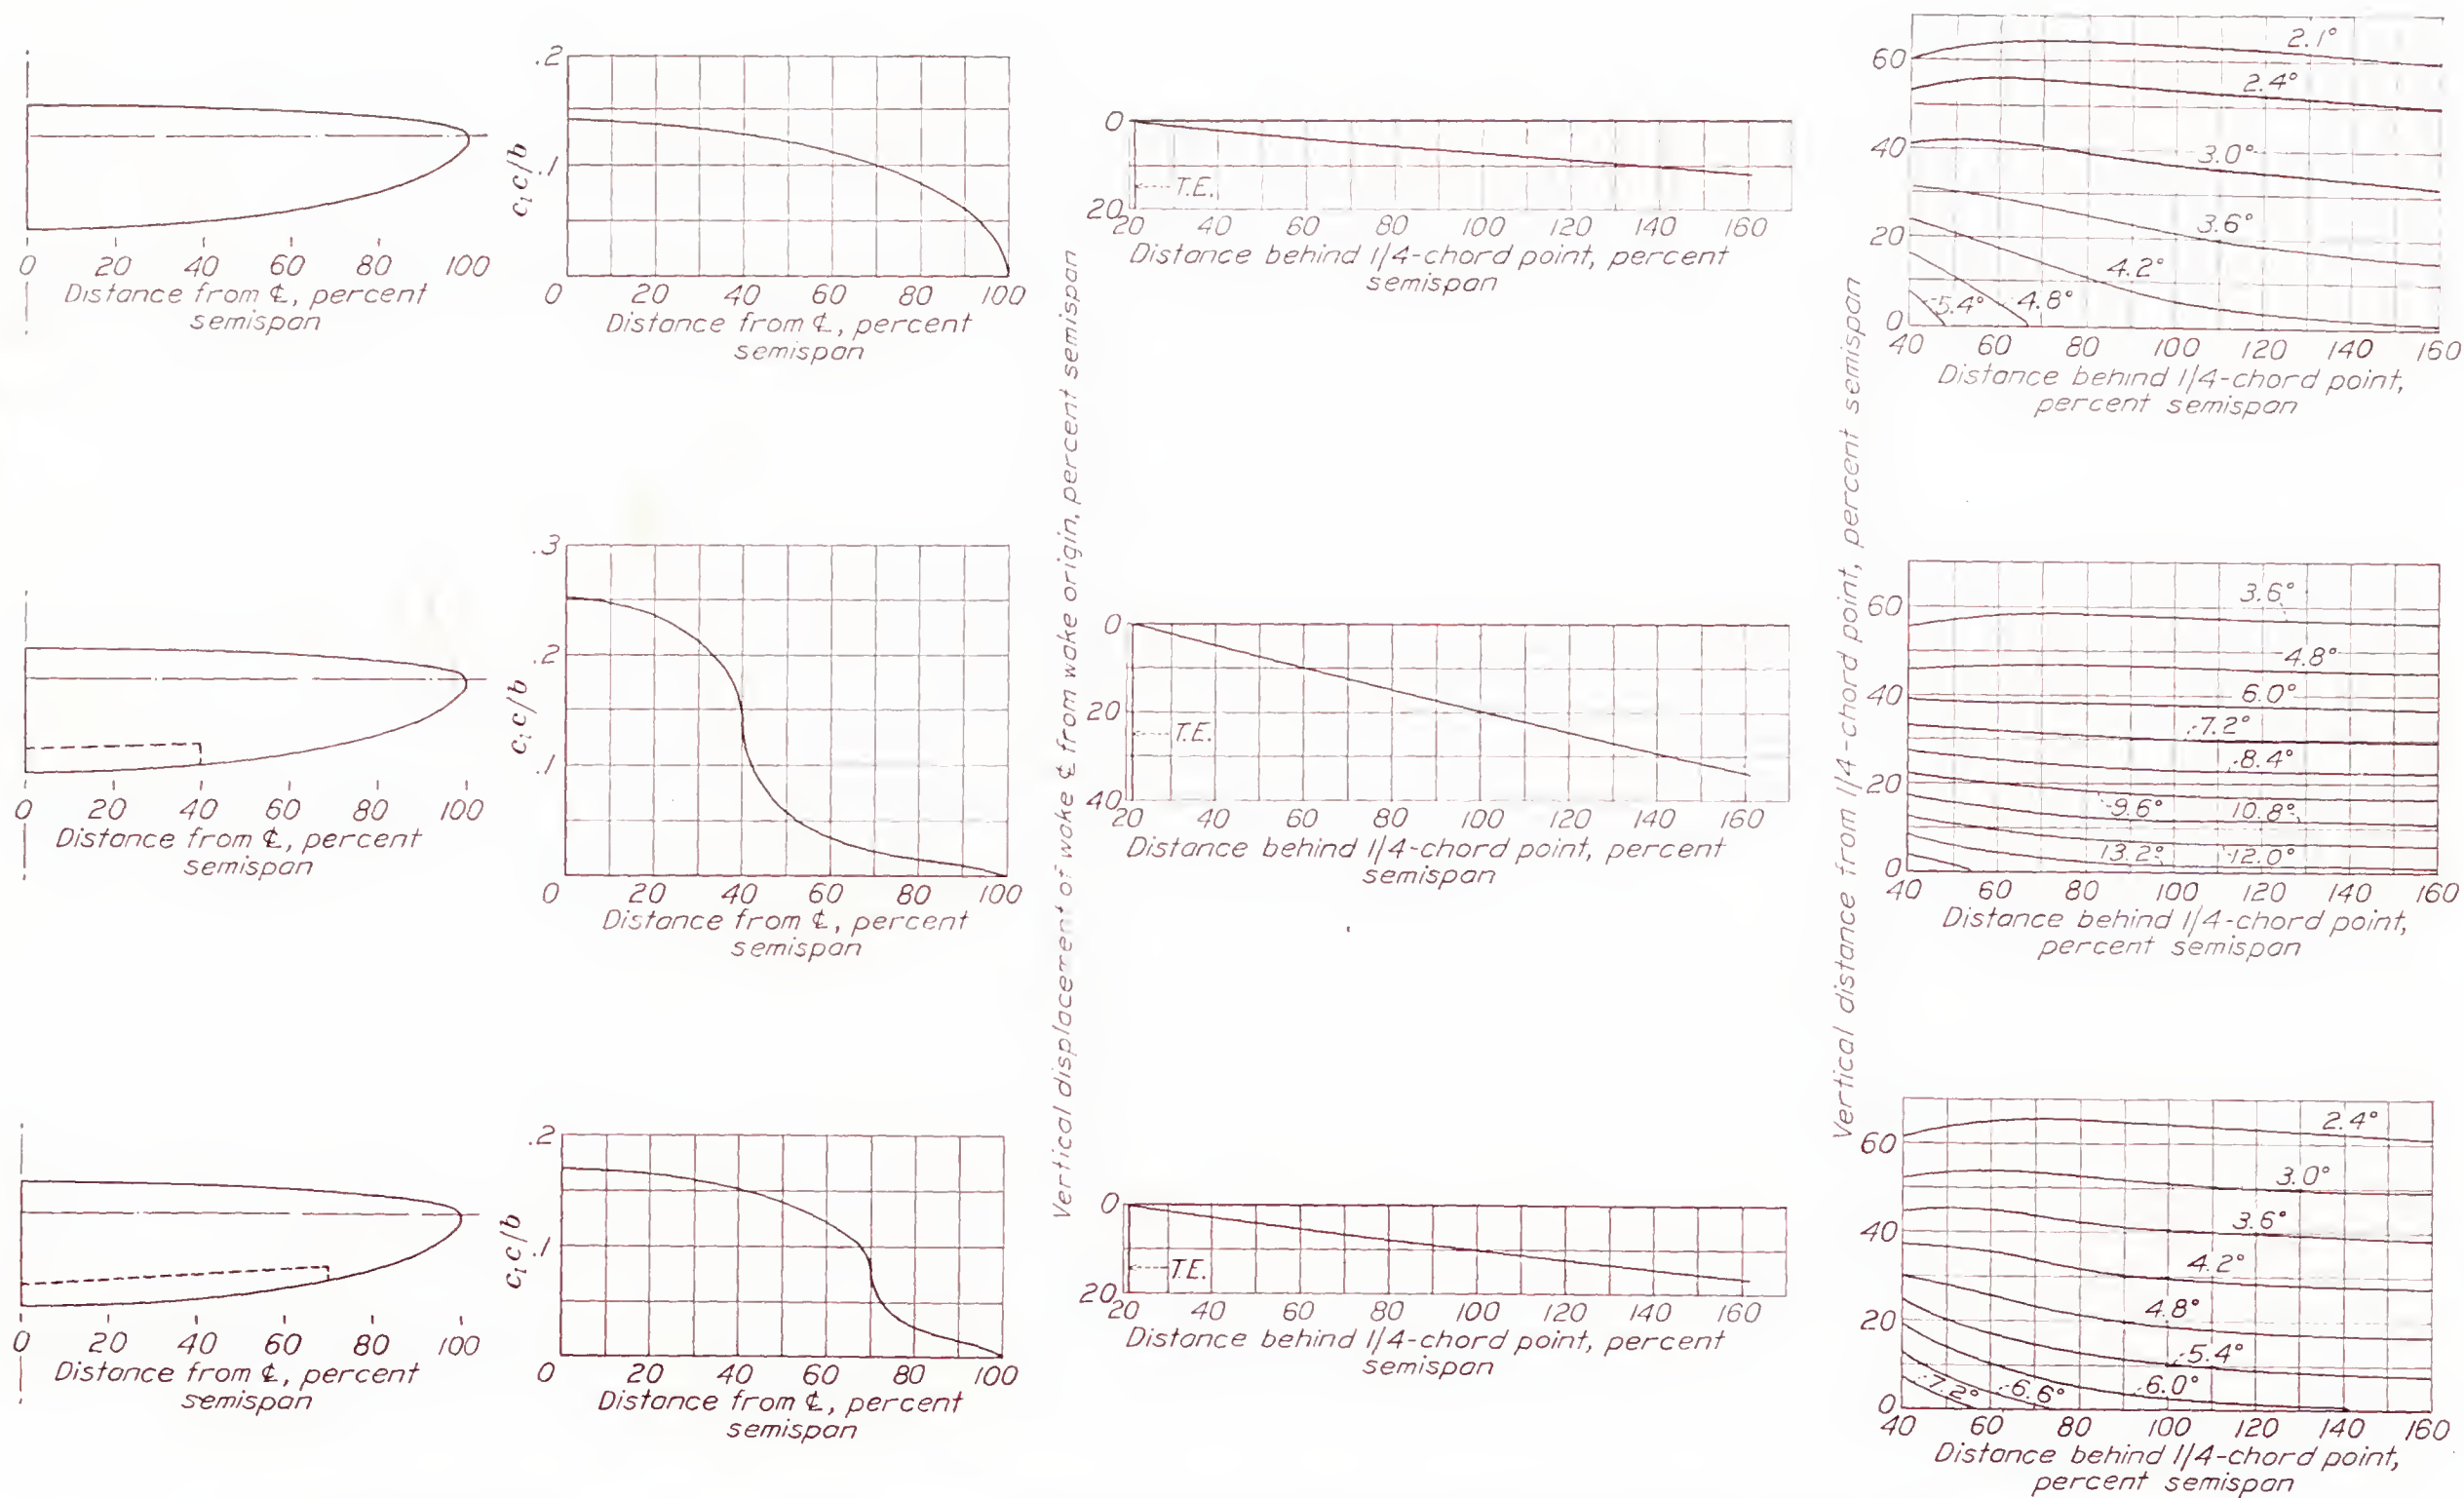 0 20 40 60 80 100
Distance from ℄, percent
semispan
.2
.1
c_l c/b
0 20 40 60 80 100
Distance from ℄, percent
semispan
0
20
T.E.
20 40 60 80 100 120 140 160
Distance behind 1/4-chord point, percent
semispan
60
40
20
0
2.1°
2.4°
3.0°
3.6°
4.2°
5.4° 4.8°
40 60 80 100 120 140 160
Distance behind 1/4-chord point,
percent semispan
0 20 40 60 80 100
Distance from ℄, percent
semispan
.3
.2
.1
c_l c/b
0 20 40 60 80 100
Distance from ℄, percent
semispan
Vertical displacement of wake ℄ from wake origin, percent semispan
0
20
40
T.E.
20 40 60 80 100 120 140 160
Distance behind 1/4-chord point, percent
semispan
Vertical distance from 1/4-chord point, percent semispan
60
40
20
0
3.6°
4.8°
6.0°
7.2°
8.4°
9.6° 10.8°
13.2° 12.0°
40 60 80 100 120 140 160
Distance behind 1/4-chord point,
percent semispan
0 20 40 60 80 100
Distance from ℄, percent
semispan
.2
.1
c_l c/b
0 20 40 60 80 100
Distance from ℄, percent
semispan
0
20
T.E.
20 40 60 80 100 120 140 160
Distance behind 1/4-chord point, percent
semispan
60
40
20
0
2.4°
3.0°
3.6°
4.2°
4.8°
5.4°
7.2° 6.6° 6.0°
40 60 80 100 120 140 160
Distance behind 1/4-chord point,
percent semispan